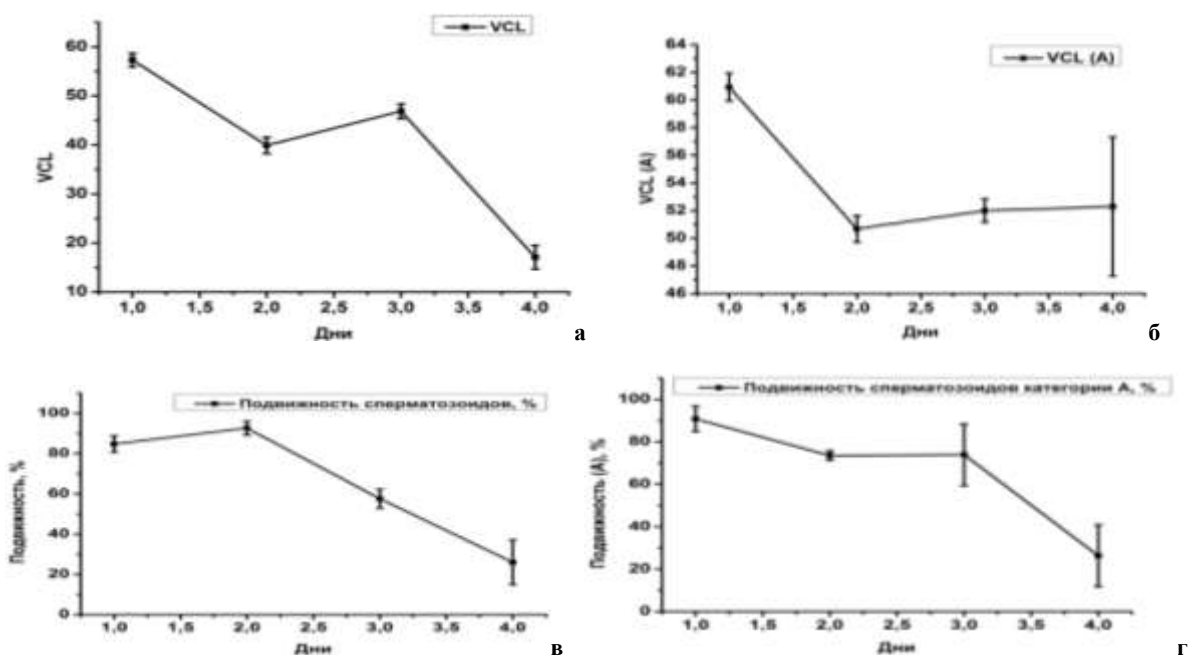 VCL
60
50
40
30
20
10
VCL
1,0 1,5 2,0 2,5 3,0 3,5 4,0
Дни
а
VCL (A)
64
62
60
58
56
54
52
50
48
46
VCL (A)
1,0 1,5 2,0 2,5 3,0 3,5 4,0
Дни
б
Подвижность сперматозоидов, %
100
80
60
40
20
0
Подвижность, %
1,0 1,5 2,0 2,5 3,0 3,5 4,0
Дни
в
Подвижность сперматозоидов категории А, %
100
80
60
40
20
0
Подвижность (А), %
1,0 1,5 2,0 2,5 3,0 3,5 4,0
Дни
г